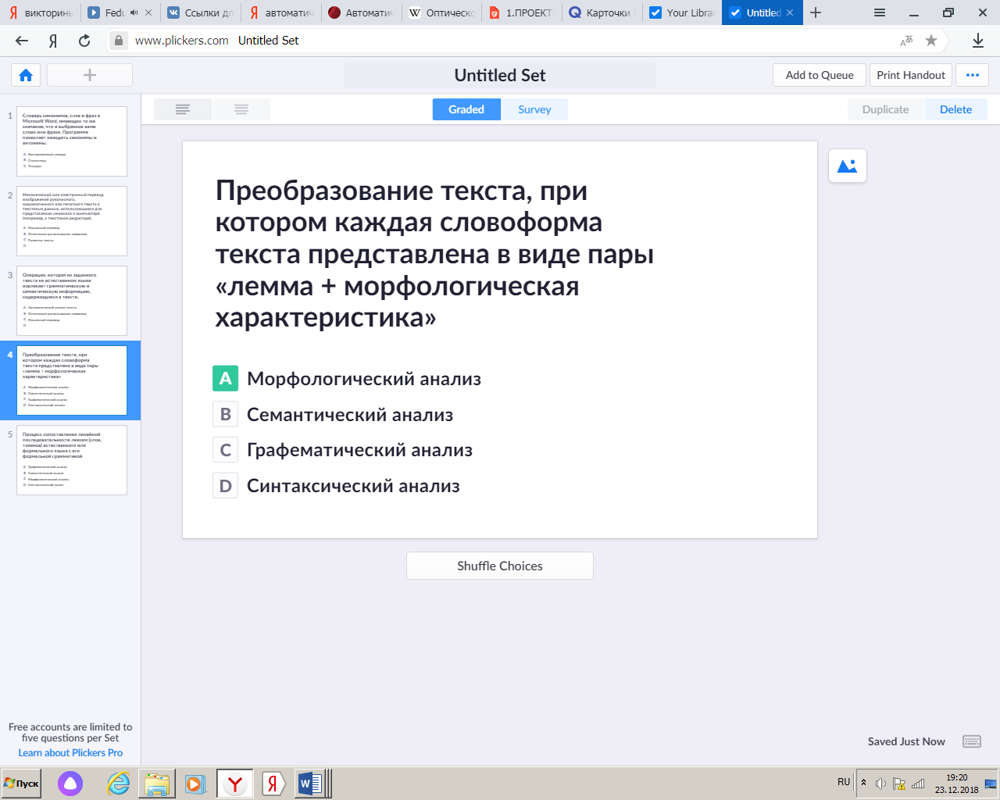 викторины
Fedu
Ссылки дл
автоматич
Автоматич
Оптическо
1.ПРОЕКТ
Карточки
Your Librar
Untitled
www.plickers.com Untitled Set
Untitled Set
Add to Queue
Print Handout
Graded
Survey
Duplicate
Delete
1
Словарь синонимов, слов и фраз в
Microsoft Word, имеющих то же
значение, что и выбранное вами
слово или фраза. Программа
позволяет находить синонимы и
антонимы.
A Настраиваемый словарь
B Статистика
C Тезаурус
2
Механический или электронный перевод
изображений рукописного,
машинописного или печатного текста в
текстовые данные, использующиеся для
представления символов в компьютере
(например, в текстовом редакторе).
A Машинный перевод
B Оптическое распознавание символов
C Разметка текста
D
3
Операция, которая из заданного
текста на естественном языке
извлекает грамматическую и
семантическую информацию,
содержащуюся в тексте.
A Автоматический анализ текста
B Оптическое распознавание символов
C Машинный перевод
D
4
Преобразование текста, при
котором каждая словоформа
текста представлена в виде пары
«лемма + морфологическая
характеристика»
A Морфологический анализ
B Семантический анализ
C Графематический анализ
D Синтаксический анализ
5
Процесс сопоставления линейной
последовательности лексем (слов,
токенов) естественного или
формального языка с его
формальной грамматикой
A Графематический анализ
B Семантический анализ
C Морфологический анализ
D Синтаксический
Free accounts are limited to
five questions per Set
Learn about Plickers Pro
Преобразование текста, при
котором каждая словоформа
текста представлена в виде пары
«лемма + морфологическая
характеристика»
A Морфологический анализ
B Семантический анализ
C Графематический анализ
D Синтаксический анализ
Shuffle Choices
Saved Just Now
Пуск
RU
19:20
23.12.2018